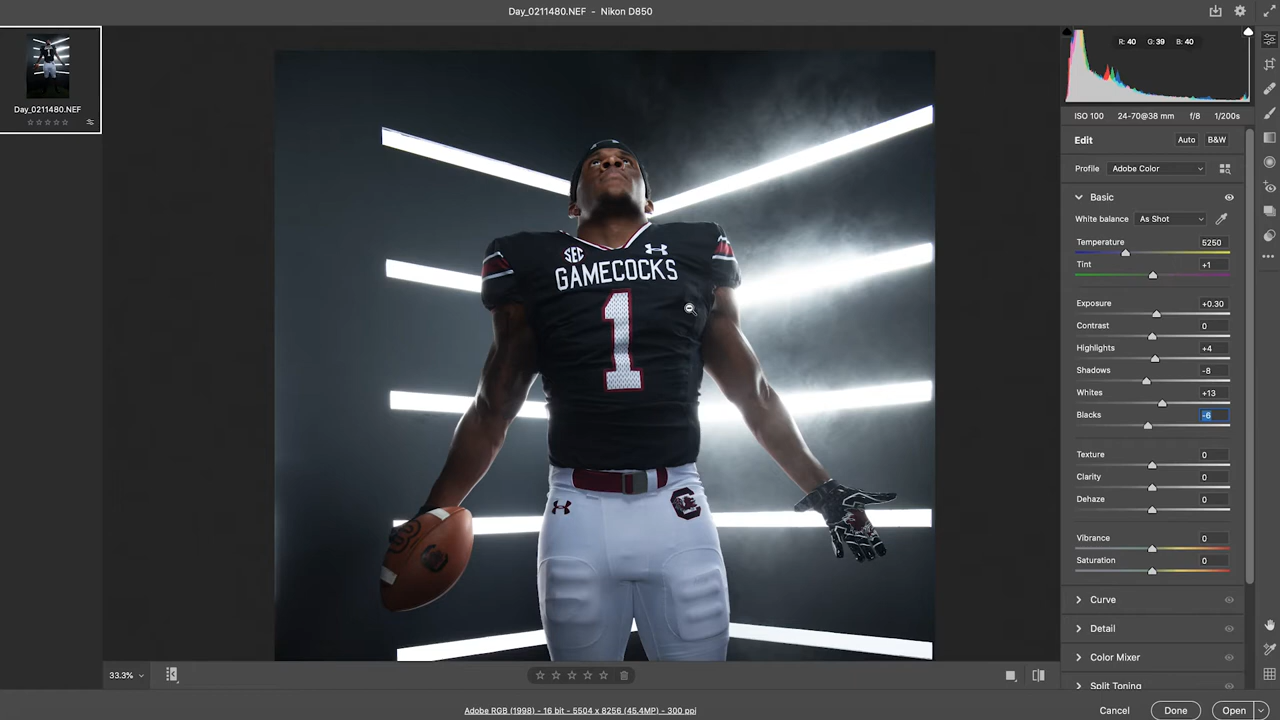 Day_0211480.NEF - Nikon D850
Day_0211480.NEF
R: 40 G: 39 B: 40
ISO 100 24-70@38 mm f/8 1/200s
Edit Auto B&W
Profile Adobe Color
Basic
White balance As Shot
Temperature 5250
Tint +1
Exposure +0.30
Contrast 0
Highlights +4
Shadows -8
Whites +13
Blacks -6
Texture 0
Clarity 0
Dehaze 0
Vibrance 0
Saturation 0
Curve
Detail
Color Mixer
Split Toning
SEC
GAMECOCKS
1
33.3%
Adobe RGB (1998) - 16 bit - 5504 x 8256 (45.4MP) - 300 ppi
Cancel Done Open